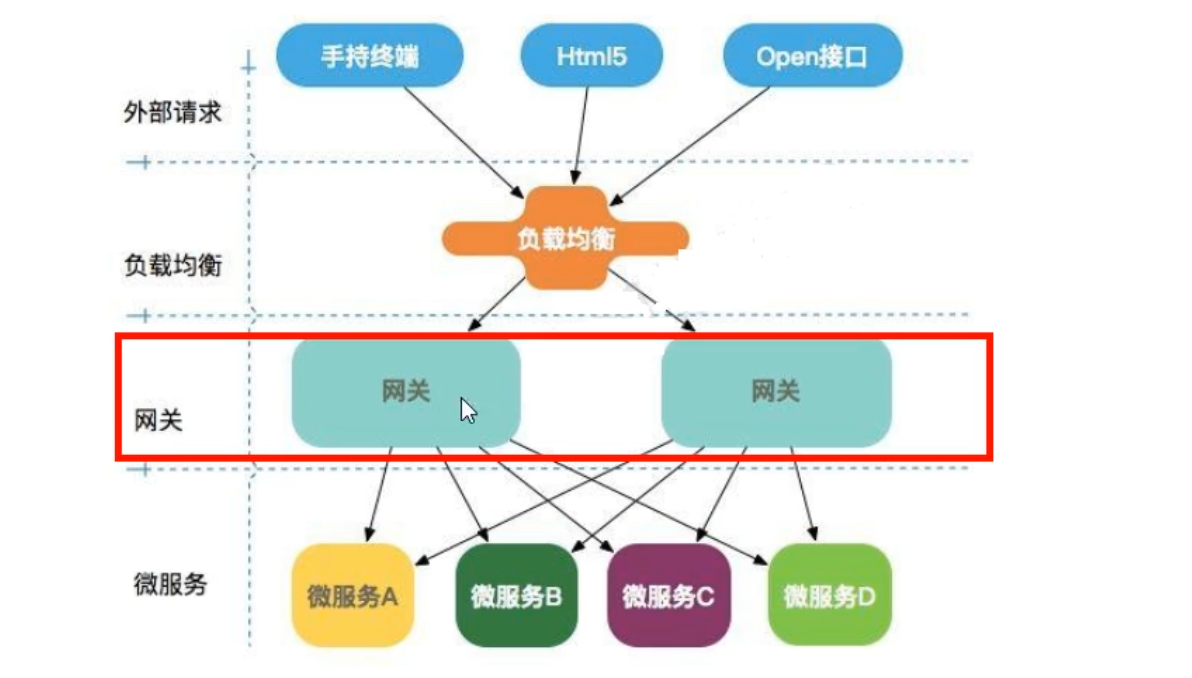 手持终端
Html5
Open接口
外部请求
负载均衡
负载均衡
网关
网关
网关
微服务
微服务A
微服务B
微服务C
微服务D